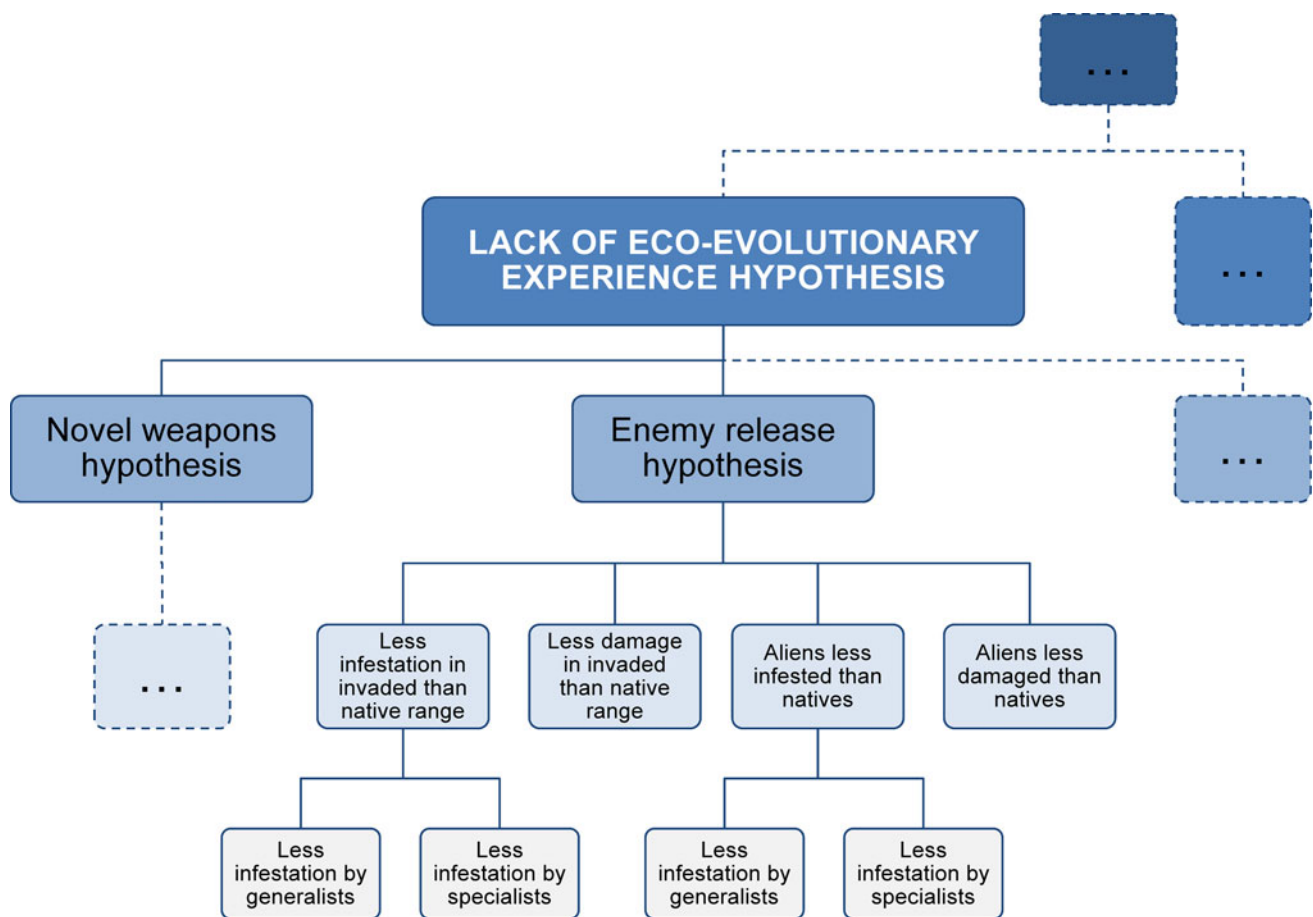 ...
LACK OF ECO-EVOLUTIONARY
EXPERIENCE HYPOTHESIS
...
Novel weapons
hypothesis
Enemy release
hypothesis
...
...
Less
infestation in
invaded than
native range
Less damage
in invaded
than native
range
Aliens less
infested than
natives
Aliens less
damaged than
natives
Less
infestation by
generalists
Less
infestation by
specialists
Less
infestation by
generalists
Less
infestation by
specialists